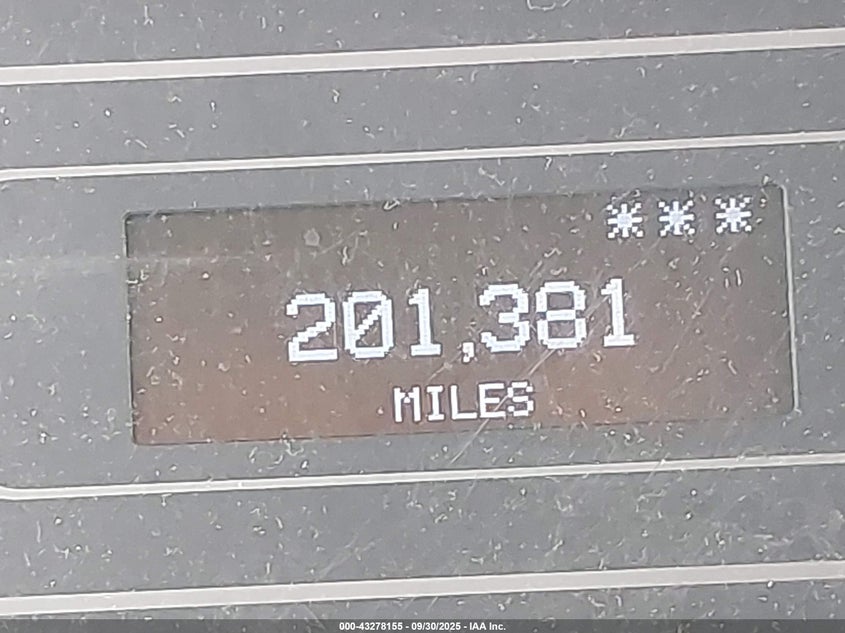 ***
201,381
MILES
000-43278155 - 09/30/2025 - IAA Inc.